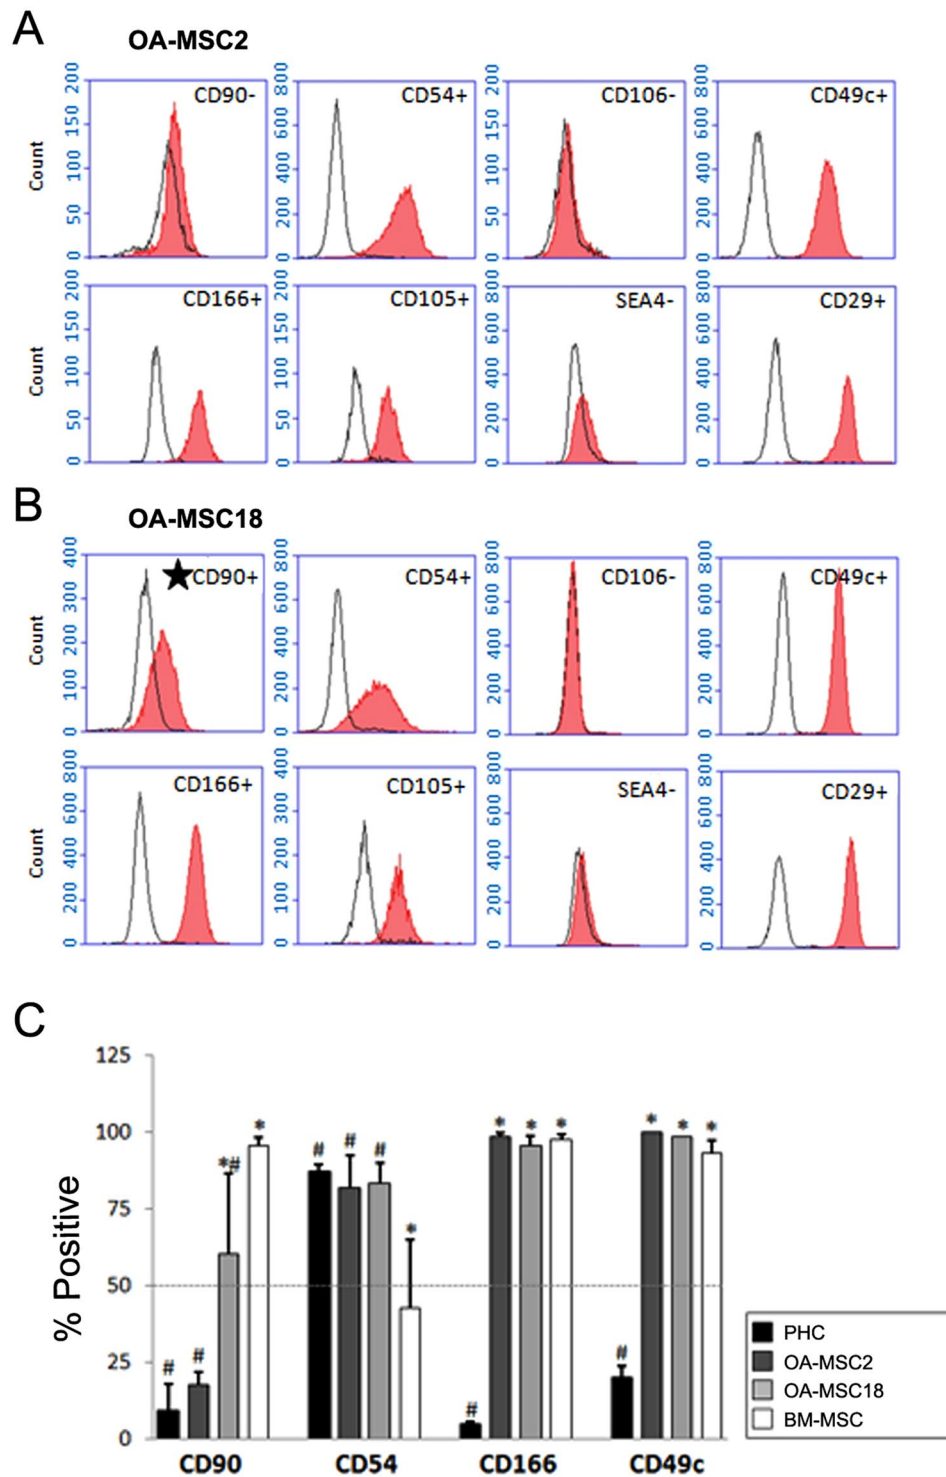 A
OA-MSC2
Count
200
150
100
50
0
CD90-
800
600
400
200
0
CD54+
200
150
100
50
0
CD106-
800
600
400
200
0
CD49c+
Count
200
150
100
50
0
CD166+
200
150
100
50
0
CD105+
800
600
400
200
0
SEA4-
800
600
400
200
0
CD29+
B
OA-MSC18
Count
400
300
200
100
0
★CD90+
800
600
400
200
0
CD54+
800
600
400
200
0
CD106-
800
600
400
200
0
CD49c+
Count
800
600
400
200
0
CD166+
400
300
200
100
0
CD105+
800
600
400
200
0
SEA4-
800
600
400
200
0
CD29+
C
% Positive
125
100
75
50
25
0
# # *# *
# # # *
# * * *
# * * *
CD90 CD54 CD166 CD49c
PHC
OA-MSC2
OA-MSC18
BM-MSC